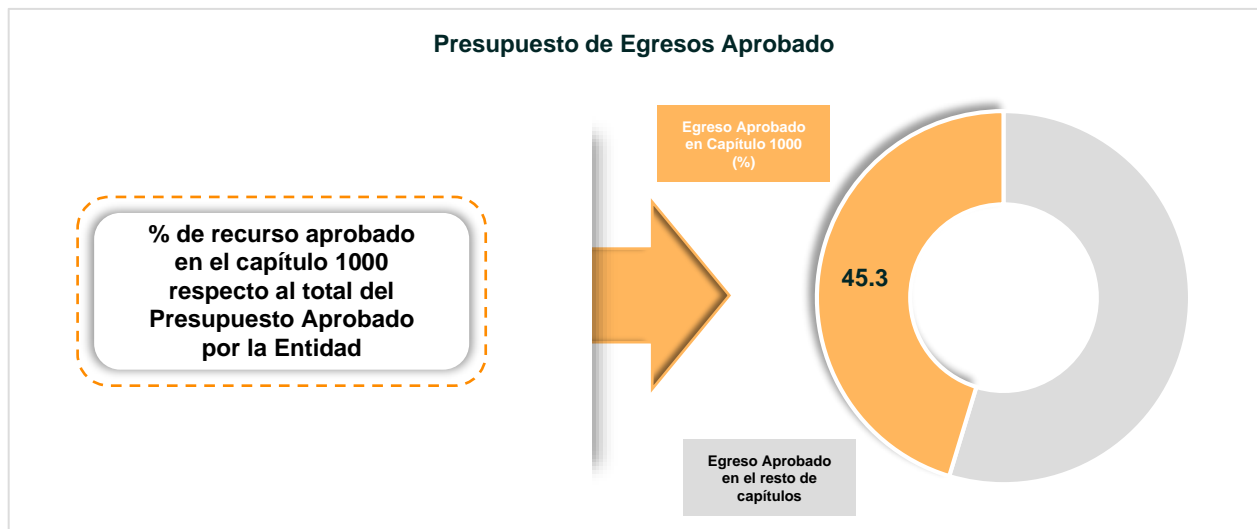 Presupuesto de Egresos Aprobado
Egreso Aprobado
en Capítulo 1000
(%)
% de recurso aprobado
en el capítulo 1000
respecto al total del
Presupuesto Aprobado
por la Entidad
45.3
Egreso Aprobado
en el resto de
capítulos